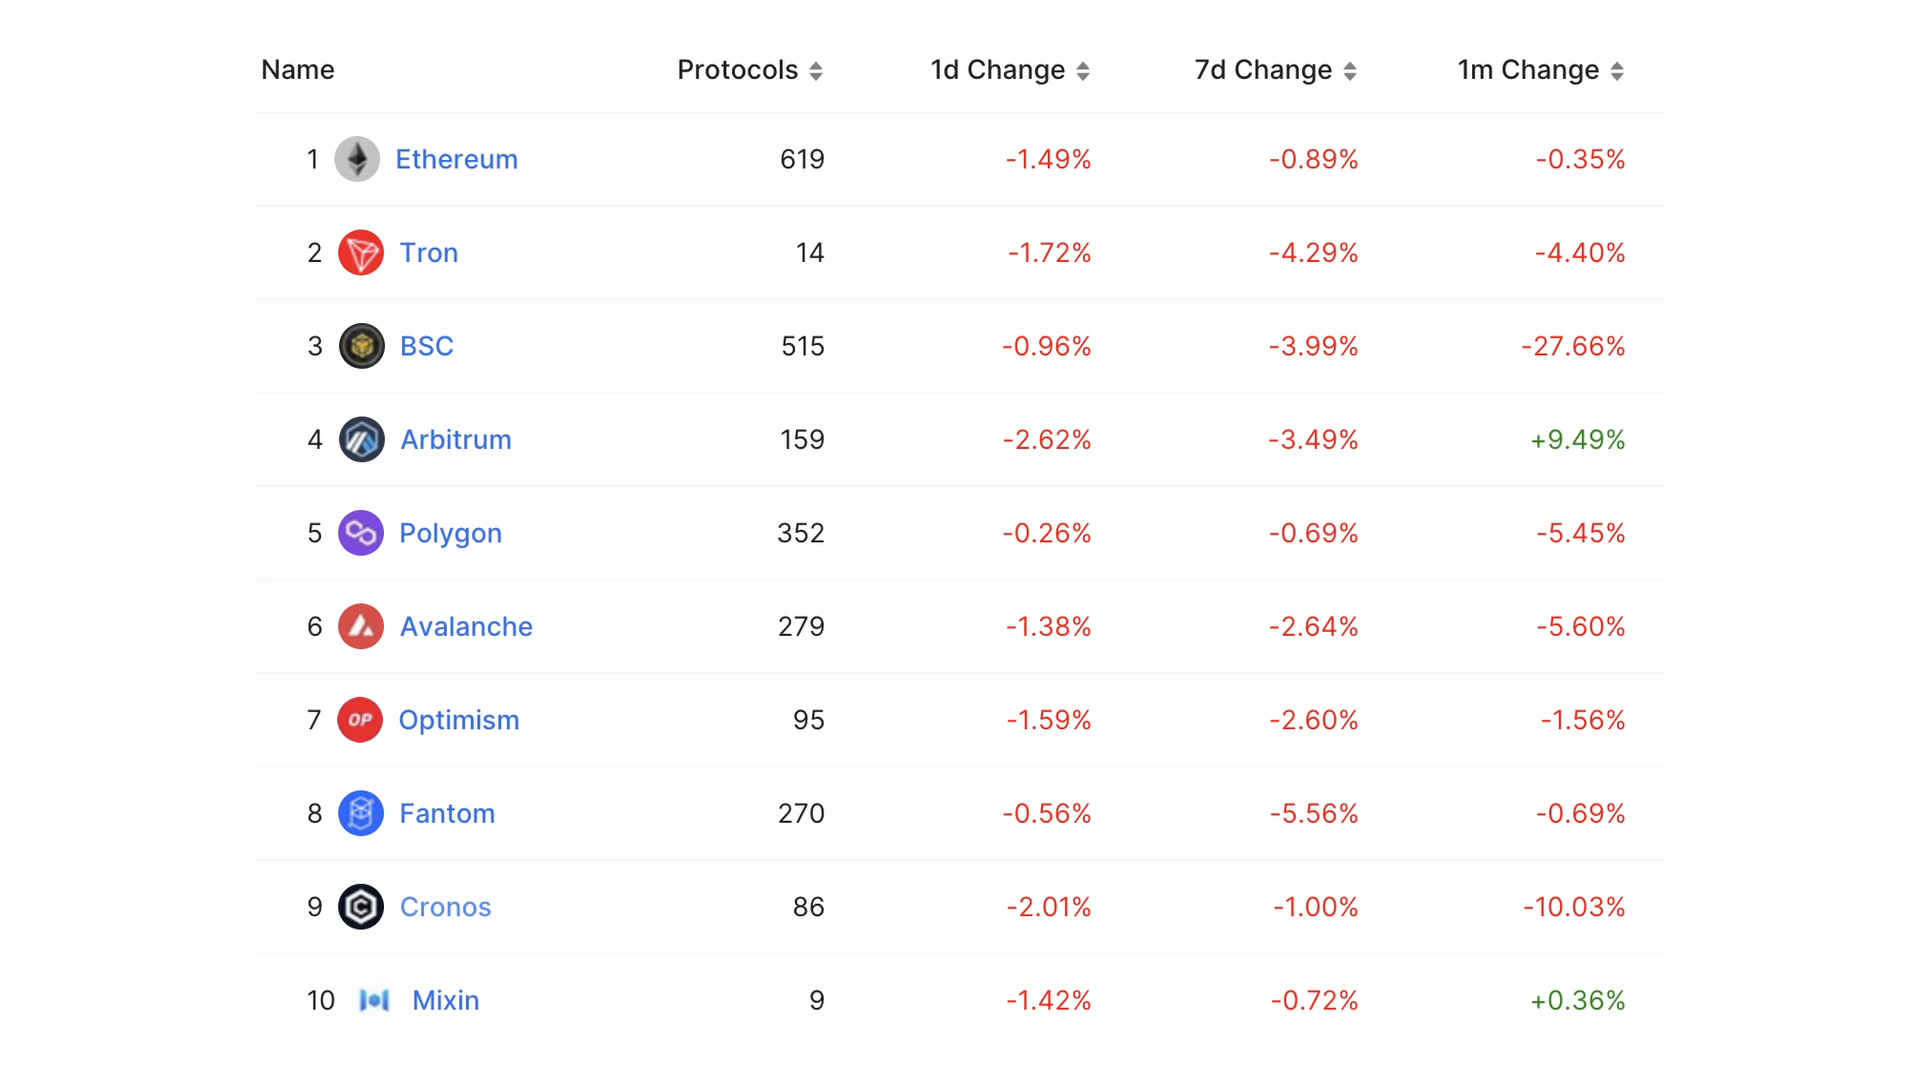 Name Protocols 1d Change 7d Change 1m Change
1 Ethereum 619 -1.49% -0.89% -0.35%
2 Tron 14 -1.72% -4.29% -4.40%
3 BSC 515 -0.96% -3.99% -27.66%
4 Arbitrum 159 -2.62% -3.49% +9.49%
5 Polygon 352 -0.26% -0.69% -5.45%
6 Avalanche 279 -1.38% -2.64% -5.60%
7 OP Optimism 95 -1.59% -2.60% -1.56%
8 Fantom 270 -0.56% -5.56% -0.69%
9 Cronos 86 -2.01% -1.00% -10.03%
10 Mixin 9 -1.42% -0.72% +0.36%